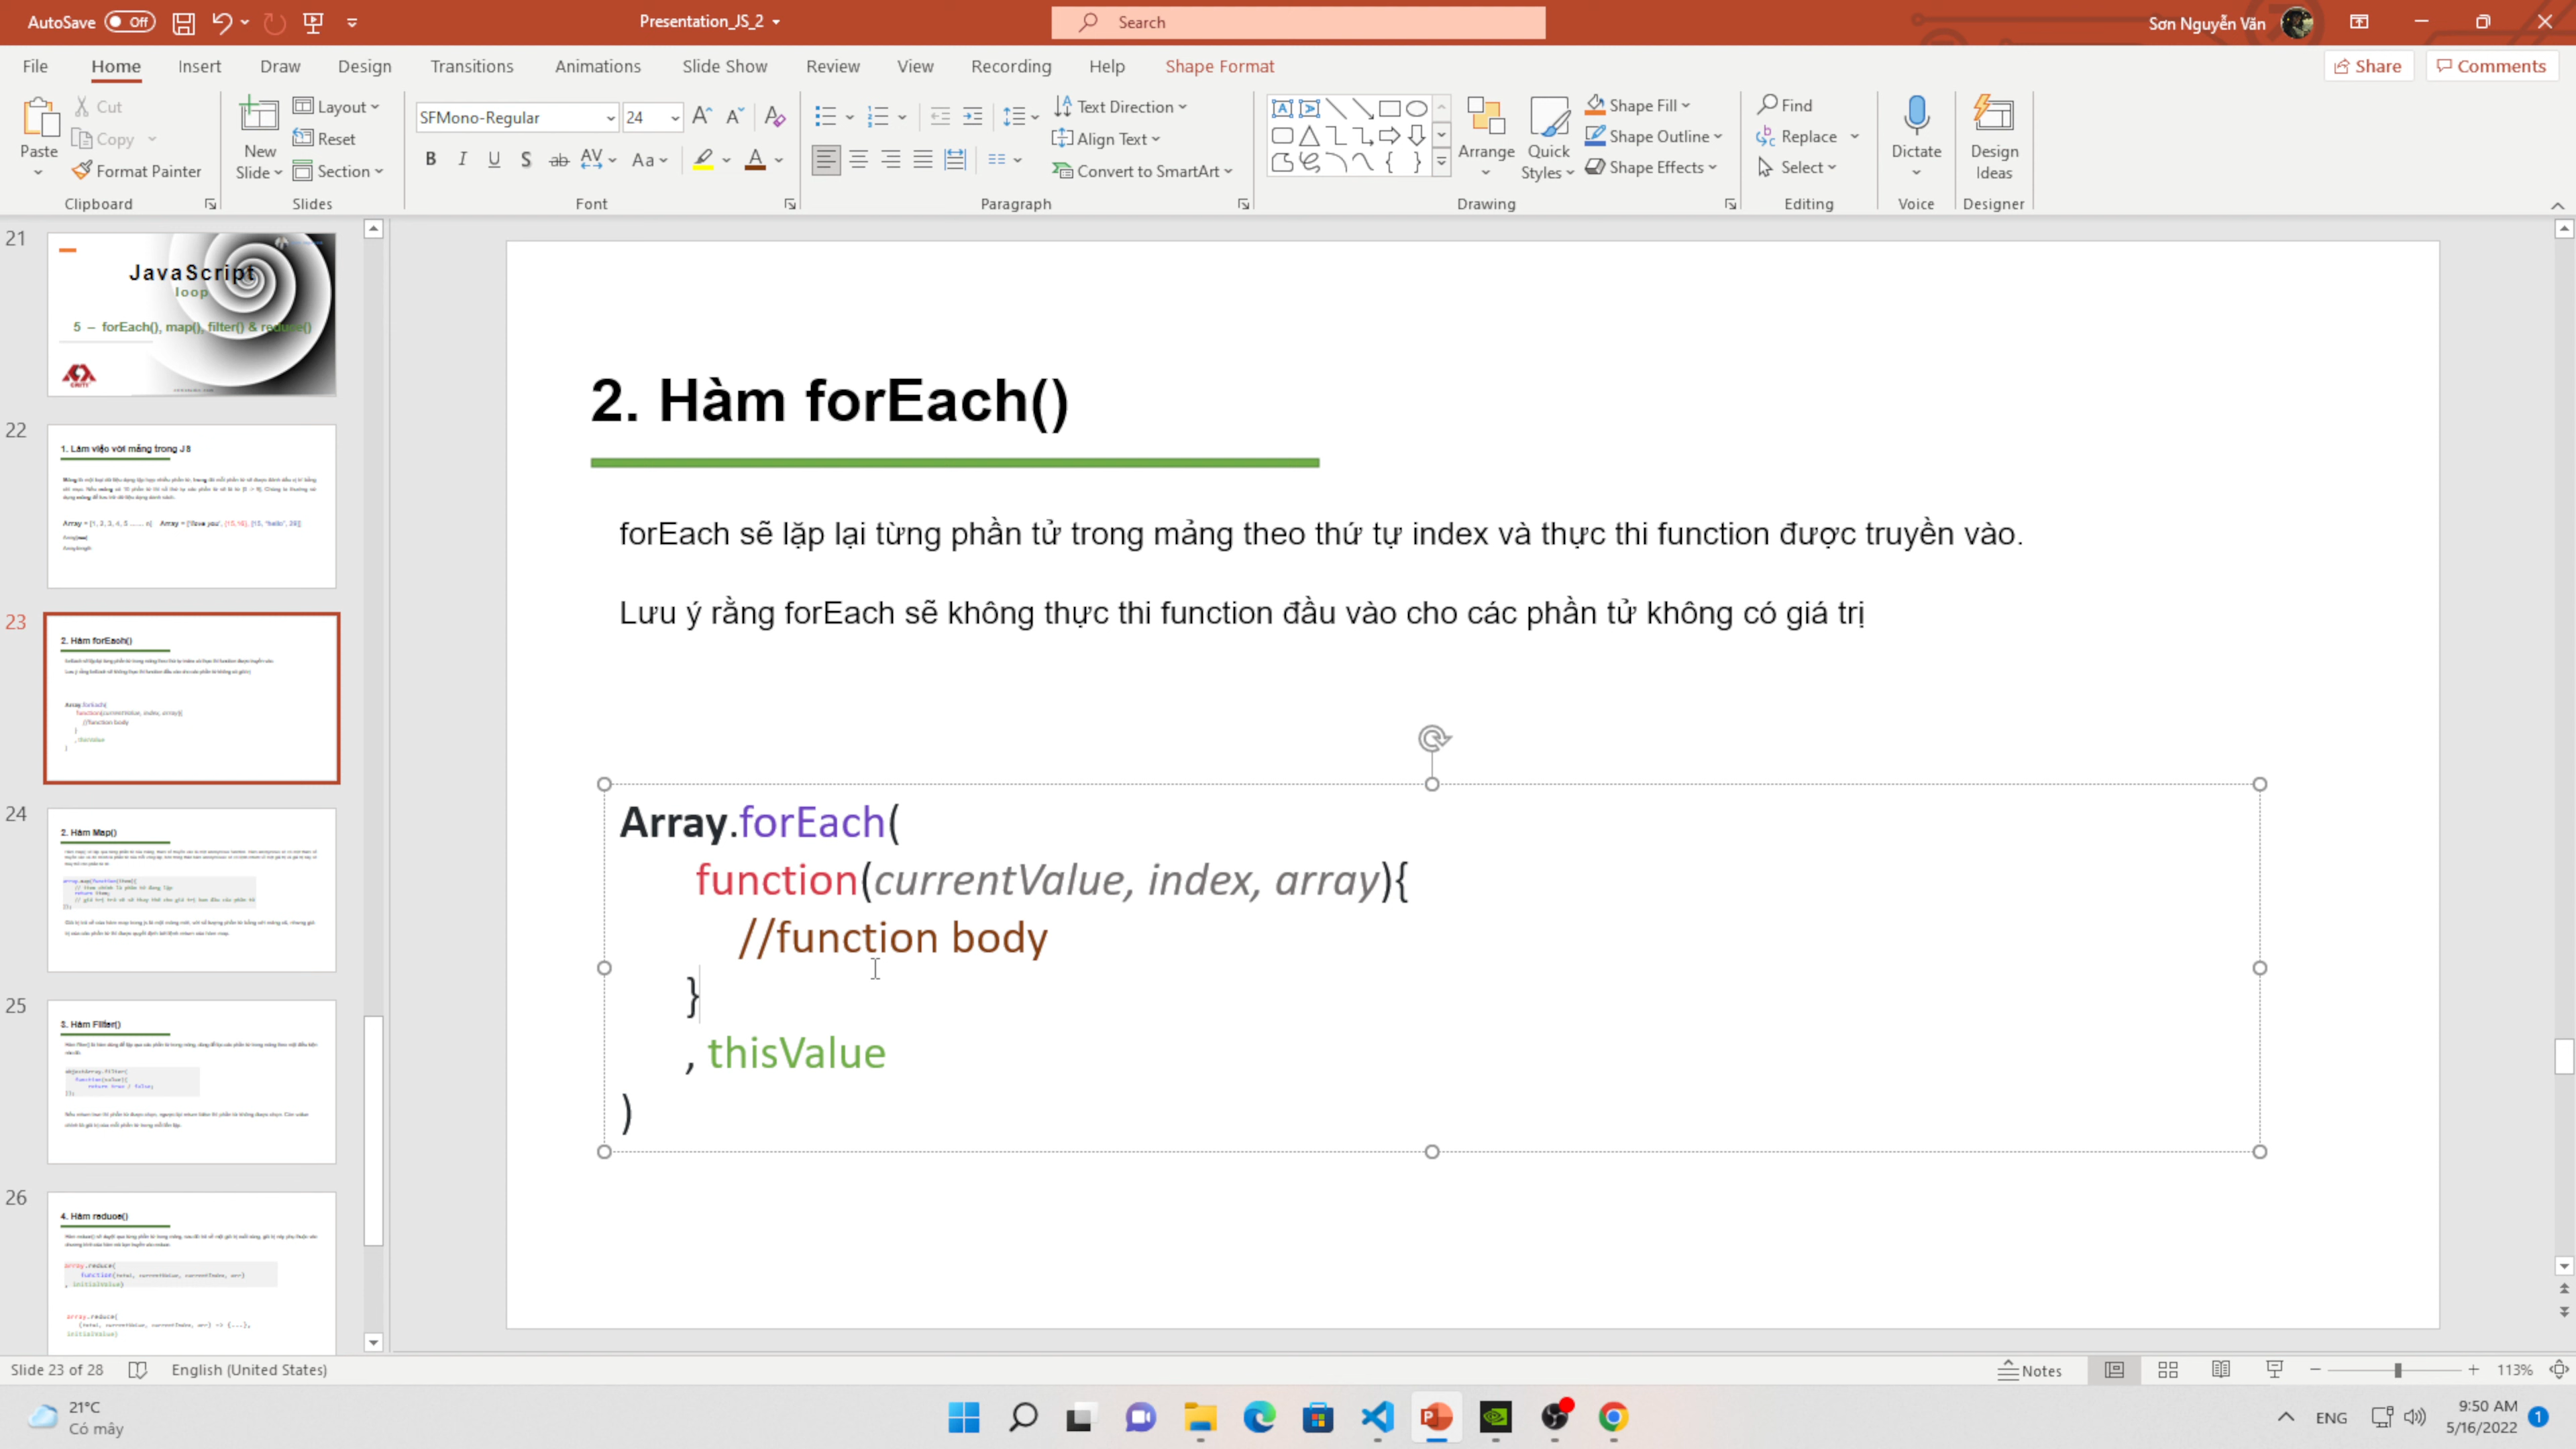 AutoSave Off
Presentation_JS_2
Search
Sơn Nguyễn Văn
File Home Insert Draw Design Transitions Animations Slide Show Review View Recording Help Shape Format
Share Comments
Paste
Cut
Copy
Format Painter
Clipboard
New Slide
Layout
Reset
Section
Slides
SFMono-Regular 24
Font
Text Direction
Align Text
Convert to SmartArt
Paragraph
Arrange
Quick Styles
Shape Fill
Shape Outline
Shape Effects
Drawing
Find
Replace
Select
Editing
Dictate
Voice
Design Ideas
Designer
21
JavaScript
loop
5 – forEach(), map(), filter() & reduce()
22
1. Làm việc với mảng trong JS
23
2. Hàm forEach()
24
2. Hàm Map()
25
3. Hàm Filter()
26
4. Hàm reduce()
2. Hàm forEach()
forEach sẽ lặp lại từng phần tử trong mảng theo thứ tự index và thực thi function được truyền vào.
Lưu ý rằng forEach sẽ không thực thi function đầu vào cho các phần tử không có giá trị
Array.forEach(
function(currentValue, index, array){
//function body
}
, thisValue
)
Slide 23 of 28 English (United States)
Notes
113%
21°C
Có mây
ENG
9:50 AM
5/16/2022
1